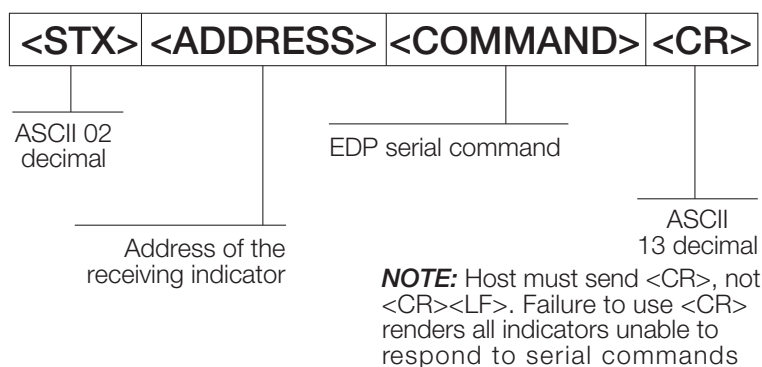 <STX> <ADDRESS> <COMMAND> <CR>
ASCII 02
decimal
EDP serial command
Address of the
receiving indicator
ASCII
13 decimal
NOTE: Host must send <CR>, not
<CR><LF>. Failure to use <CR>
renders all indicators unable to
respond to serial commands